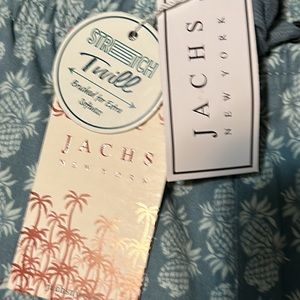 STRETCH
Twill
Brushed for Extra
Softness
JACHS
NEW YORK
JACHS
NEW YORK